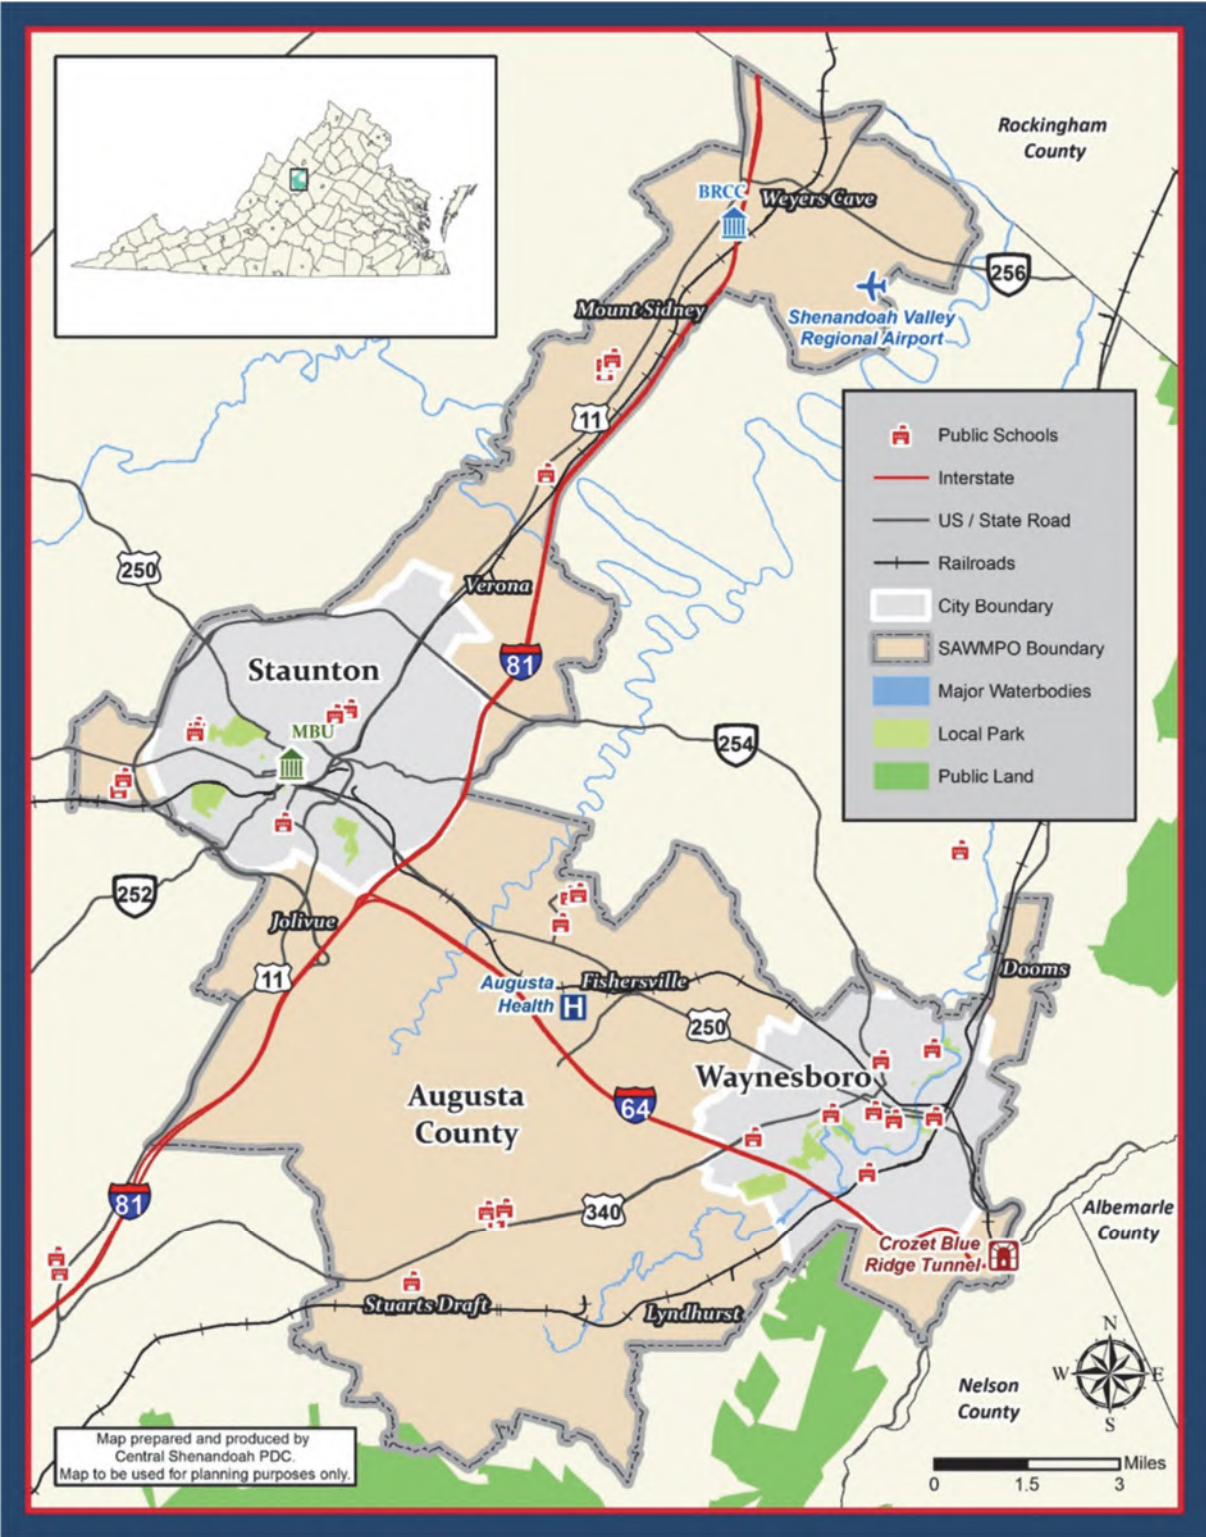 Rockingham
County
BRCC
Weyers Cave
256
Mount Sidney
Shenandoah Valley
Regional Airport
11
Public Schools
Interstate
US / State Road
Railroads
City Boundary
SAWMPO Boundary
Major Waterbodies
Local Park
Public Land
250
Verona
81
Staunton
MBU
254
252
Jolivue
11
Dooms
Augusta
Health
H
Fishersville
250
Waynesboro
Augusta
County
64
81
340
Albemarle
County
Crozet Blue
Ridge Tunnel
Stuarts Draft
Lyndhurst
N
W
E
S
Nelson
County
Map prepared and produced by
Central Shenandoah PDC.
Map to be used for planning purposes only.
Miles
0 1.5 3